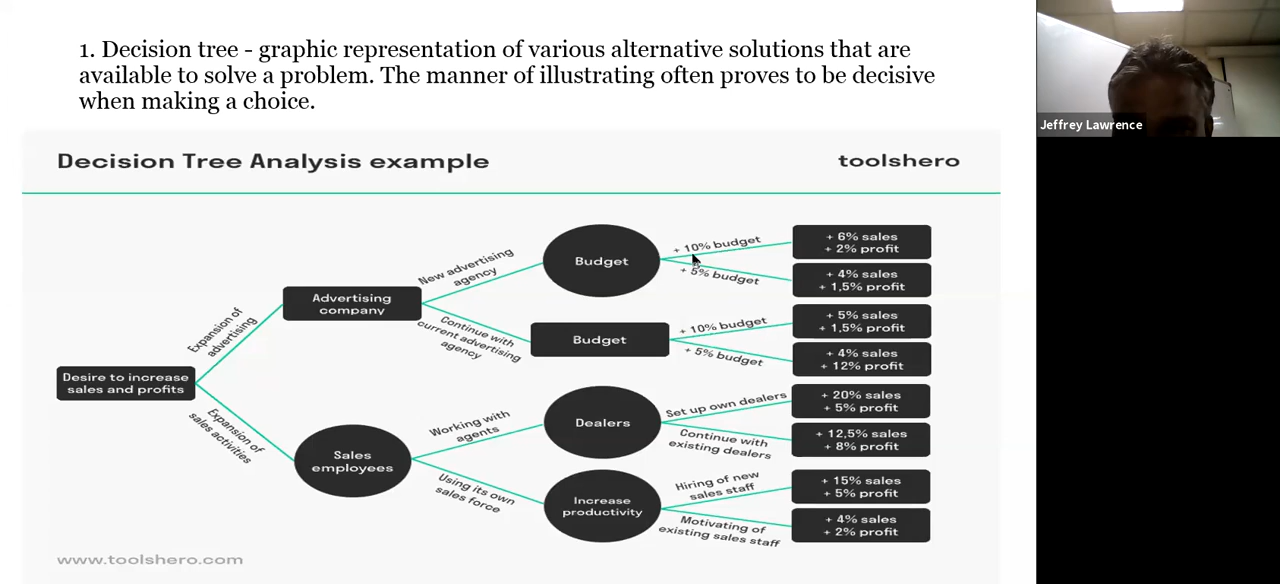 1. Decision tree - graphic representation of various alternative solutions that are
available to solve a problem. The manner of illustrating often proves to be decisive
when making a choice.
Jeffrey Lawrence
Decision Tree Analysis example
toolshero
Desire to increase
sales and profits
Expansion of
advertising
Expansion of
sales activities
Advertising
company
Sales
employees
New advertising
agency
Continue with
current advertising
agency
Working with
agents
Using its own
sales force
Budget
Budget
Dealers
Increase
productivity
+ 10% budget
+ 5% budget
+ 10% budget
+ 5% budget
Set up own dealers
Continue with
existing dealers
Hiring of new
sales staff
Motivating of
existing sales staff
+ 6% sales
+ 2% profit
+ 4% sales
+ 1,5% profit
+ 5% sales
+ 1,5% profit
+ 4% sales
+ 12% profit
+ 20% sales
+ 5% profit
+ 12,5% sales
+ 8% profit
+ 15% sales
+ 5% profit
+ 4% sales
+ 2% profit
www.toolshero.com